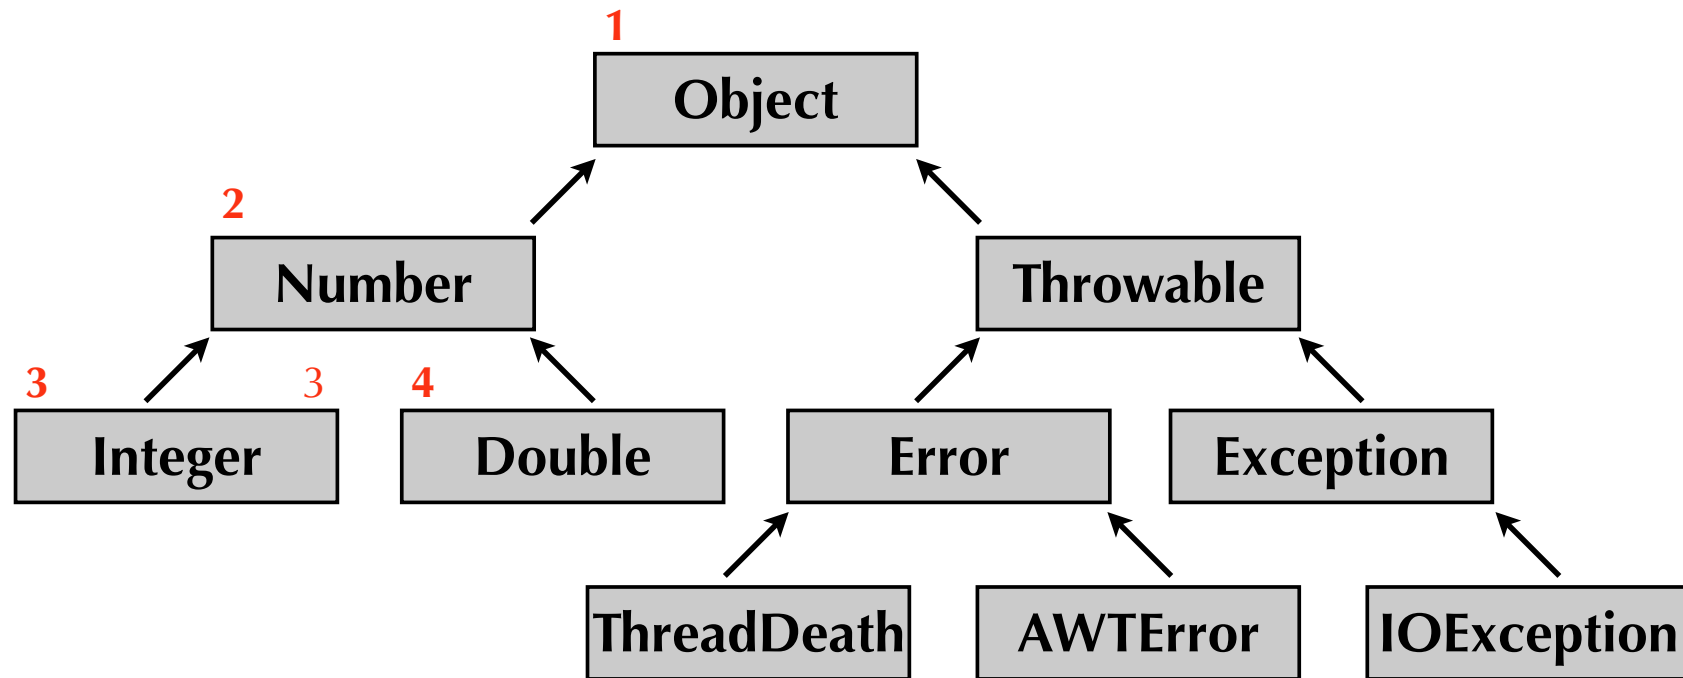 1
Object
2
Number Throwable
3 3 4
Integer Double Error Exception
ThreadDeath AWTError IOException